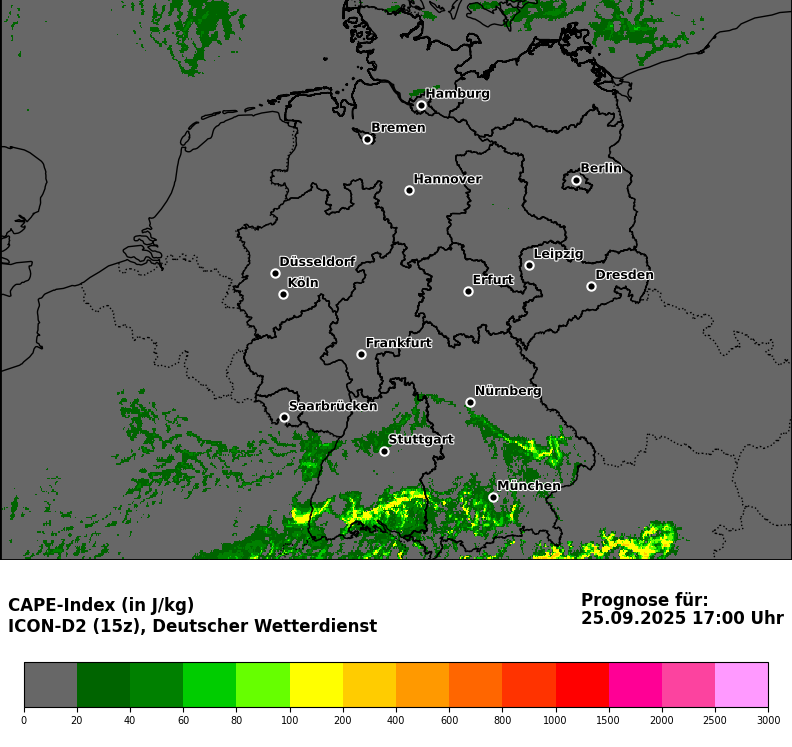 Hamburg
Bremen
Berlin
Hannover
Leipzig
Düsseldorf
Dresden
Köln
Erfurt
Frankfurt
Nürnberg
Saarbrücken
Stuttgart
München
CAPE-Index (in J/kg)
ICON-D2 (15z), Deutscher Wetterdienst
Prognose für:
25.09.2025 17:00 Uhr
0 20 40 60 80 100 200 400 600 800 1000 1500 2000 2500 3000